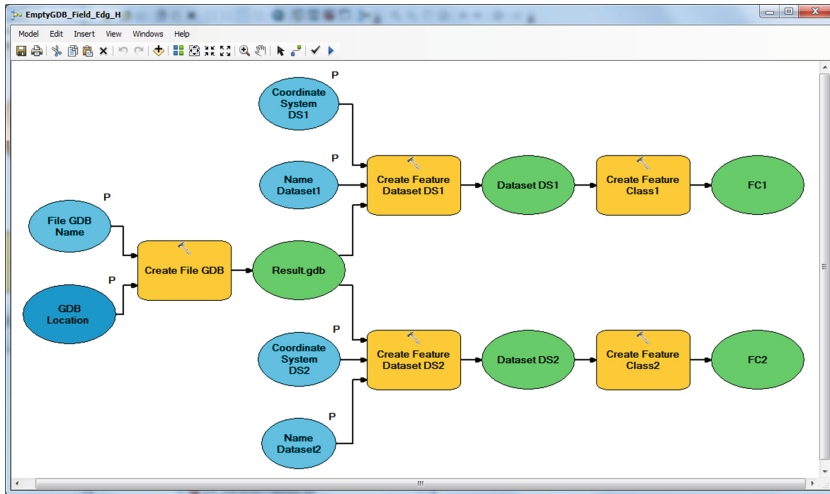 EmptyGDB_Field_Edg_H
Model Edit Insert View Windows Help
P
Coordinate
System
DS1
P
Name
Dataset1
Create Feature
Dataset DS1
Dataset DS1
Create Feature
Class1
FC1
P
File GDB
Name
Create File GDB
Result.gdb
P
GDB
Location
P
Coordinate
System
DS2
Create Feature
Dataset DS2
Dataset DS2
Create Feature
Class2
FC2
P
Name
Dataset2